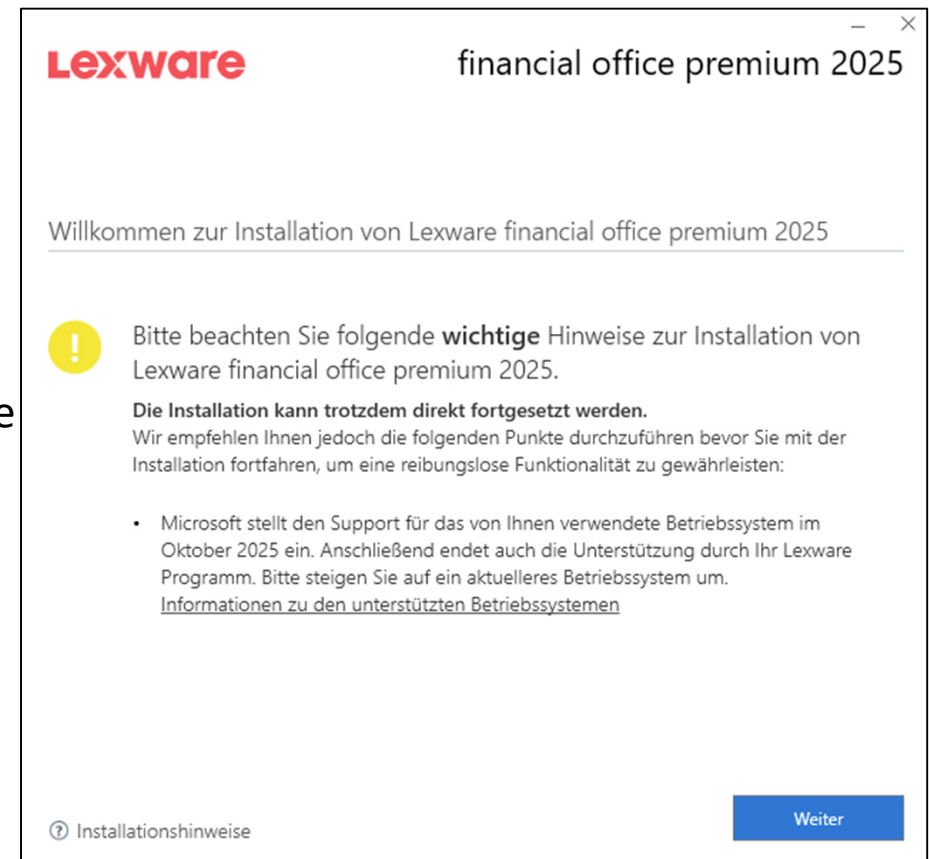 Lexware
financial office premium 2025
Willkommen zur Installation von Lexware financial office premium 2025
!
Bitte beachten Sie folgende wichtige Hinweise zur Installation von
Lexware financial office premium 2025.
e
Die Installation kann trotzdem direkt fortgesetzt werden.
Wir empfehlen Ihnen jedoch die folgenden Punkte durchzuführen bevor Sie mit der
Installation fortfahren, um eine reibungslose Funktionalität zu gewährleisten:
• Microsoft stellt den Support für das von Ihnen verwendete Betriebssystem im
Oktober 2025 ein. Anschließend endet auch die Unterstützung durch Ihr Lexware
Programm. Bitte steigen Sie auf ein aktuelleres Betriebssystem um.
Informationen zu den unterstützten Betriebssystemen
? Installationshinweise
Weiter